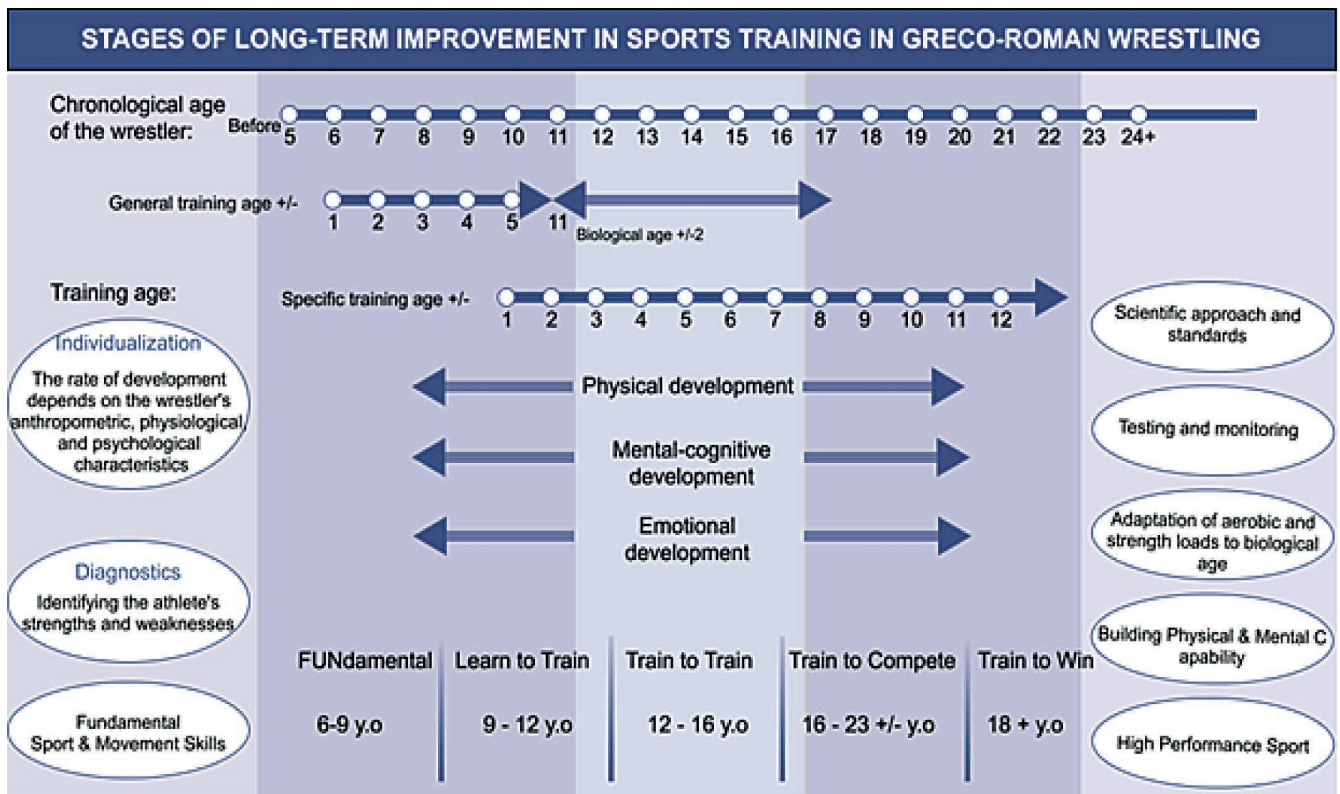 STAGES OF LONG-TERM IMPROVEMENT IN SPORTS TRAINING IN GRECO-ROMAN WRESTLING
Chronological age
of the wrestler:
Before
5 6 7 8 9 10 11 12 13 14 15 16 17 18 19 20 21 22 23 24+
General training age +/-
1 2 3 4 5 11
Biological age +/-2
Training age:
Specific training age +/-
1 2 3 4 5 6 7 8 9 10 11 12
Individualization
The rate of development
depends on the wrestler's
anthropometric, physiological,
and psychological
characteristics
Diagnostics
Identifying the athlete's
strengths and weaknesses
Fundamental
Sport & Movement Skills
Physical development
Mental-cognitive
development
Emotional
development
FUNdamental
6-9 y.o
Learn to Train
9 - 12 y.o
Train to Train
12 - 16 y.o
Train to Compete
16 - 23 +/- y.o
Train to Win
18 + y.o
Scientific approach and
standards
Testing and monitoring
Adaptation of aerobic and
strength loads to biological
age
Building Physical & Mental C
apability
High Performance Sport